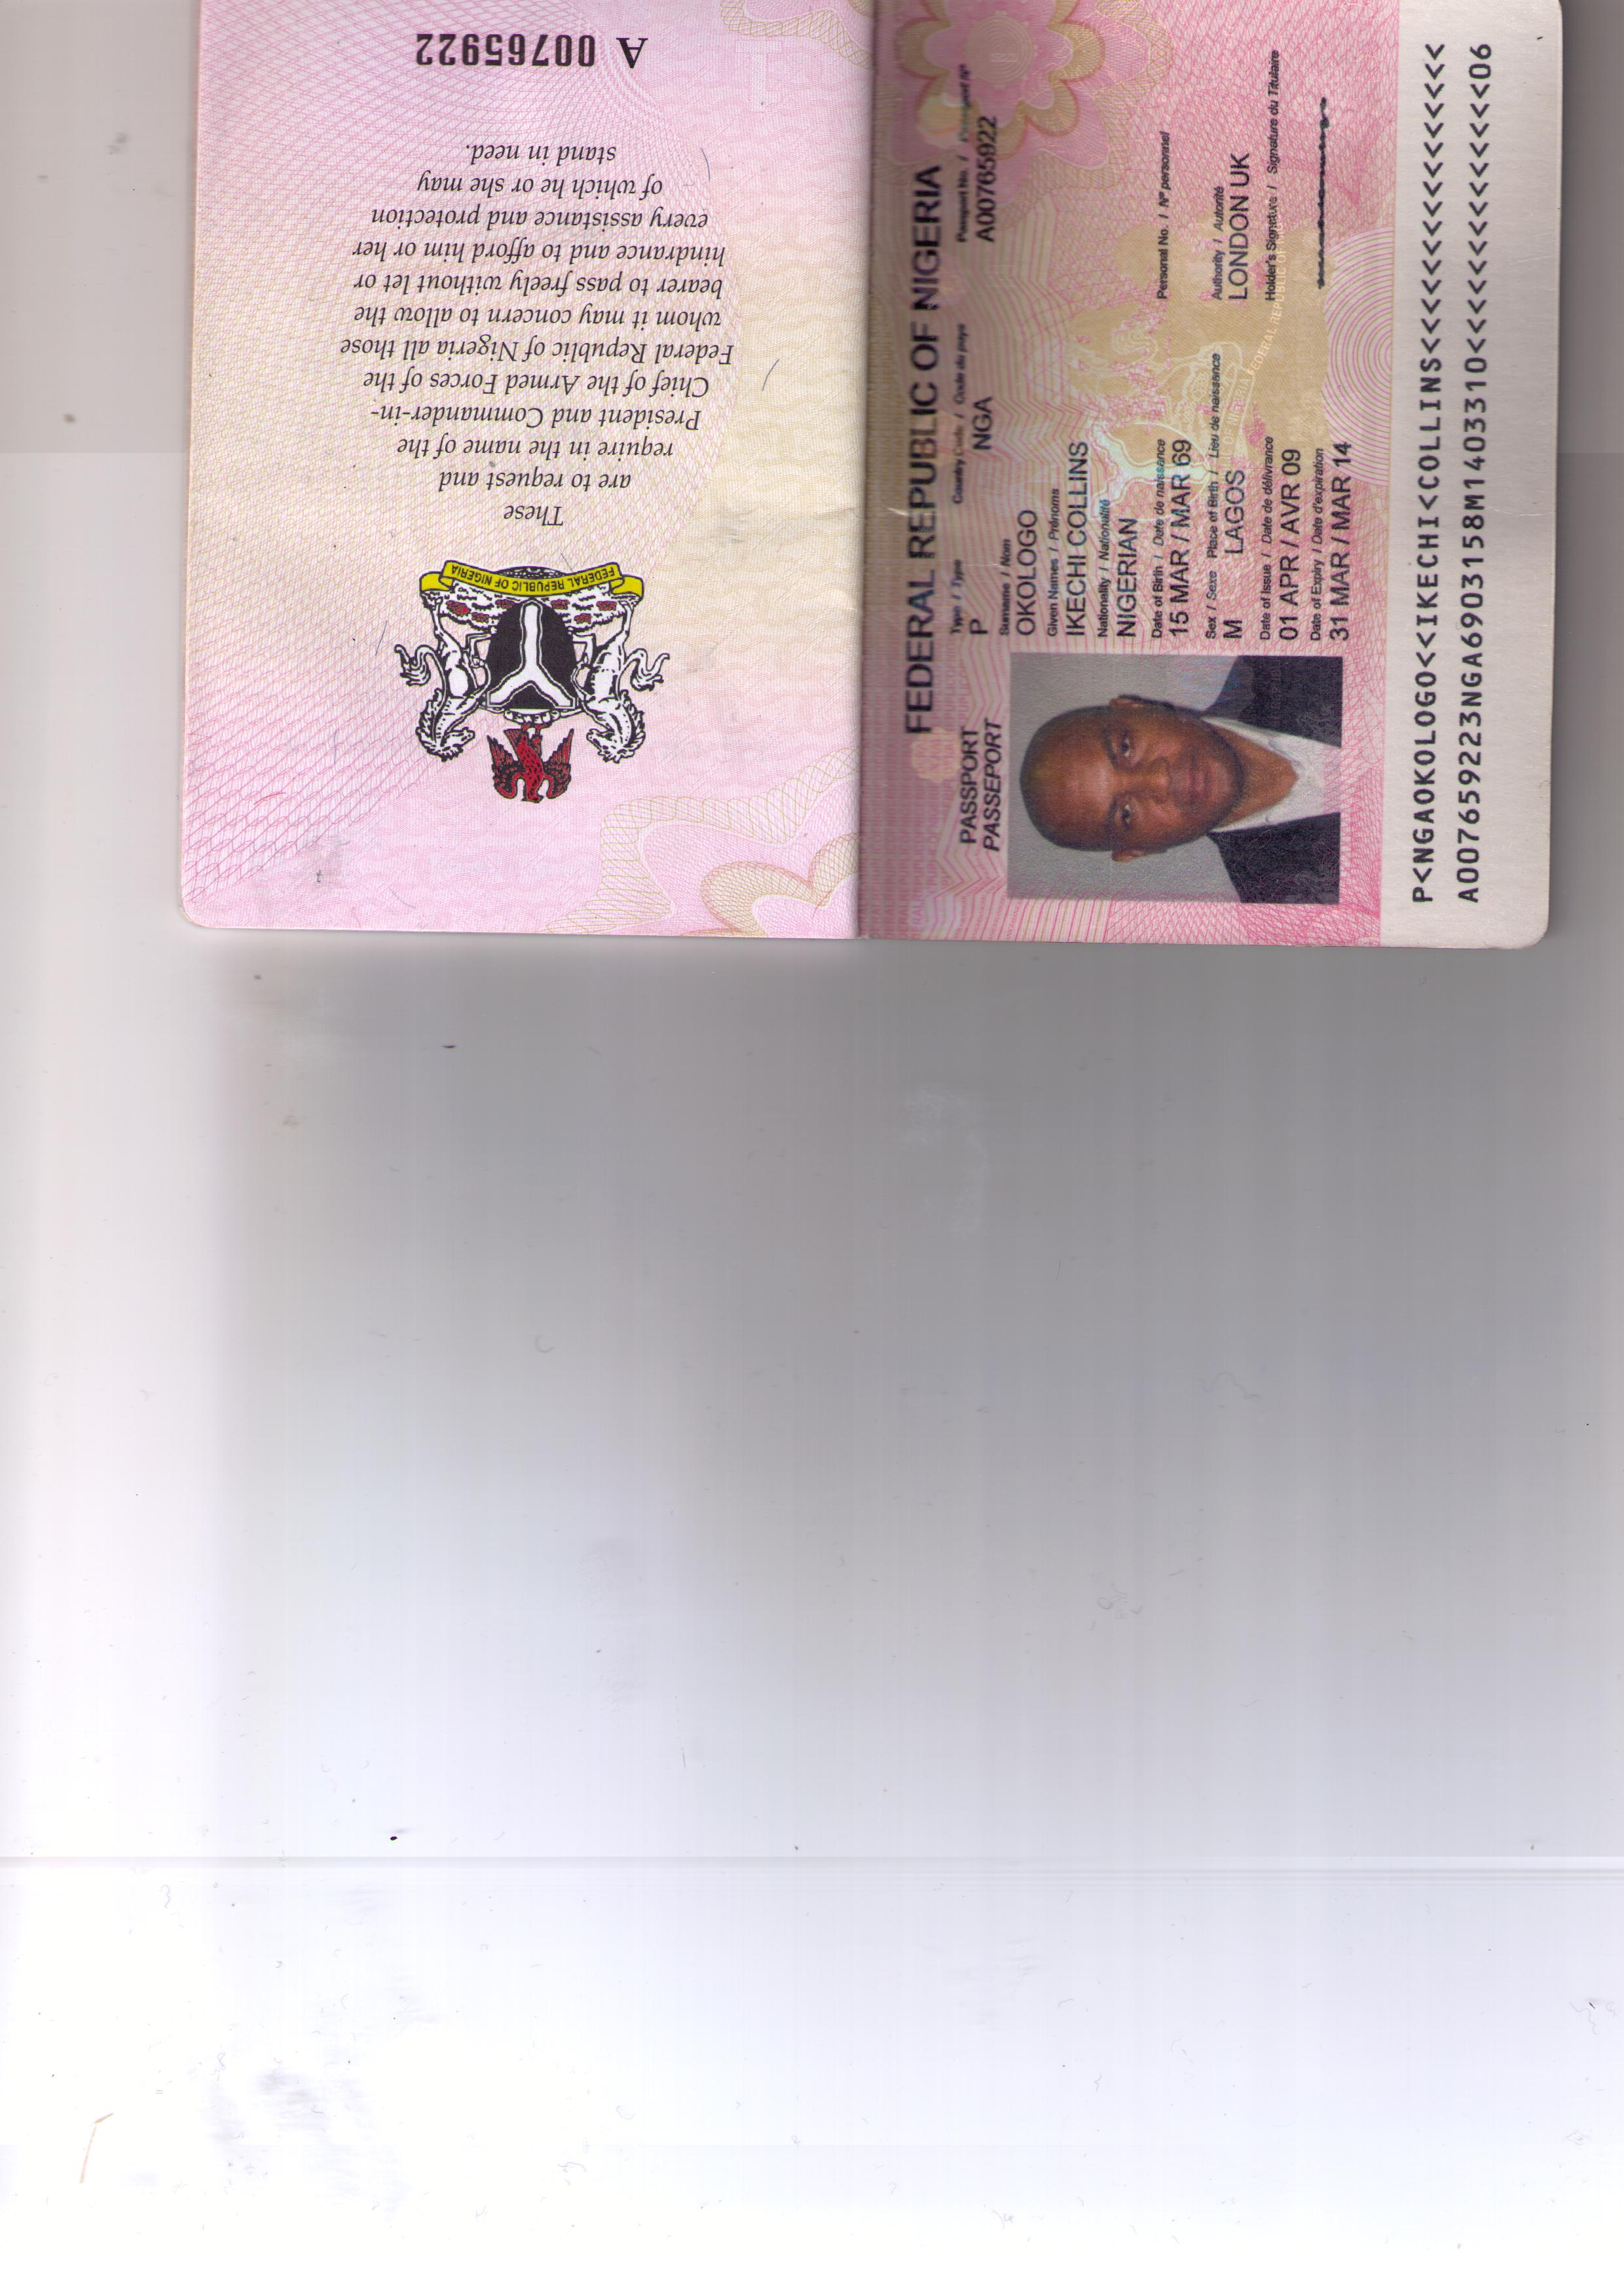 A 00765922
These
are to request and
require in the name of the
President and Commander-in-
Chief of the Armed Forces of the
Federal Republic of Nigeria all those
whom it may concern to allow the
bearer to pass freely without let or
hindrance and to afford him or her
every assistance and protection
of which he or she may
stand in need.
FEDERAL REPUBLIC OF NIGERIA
FEDERAL REPUBLIC OF NIGERIA
PASSPORT
PASSEPORT
Type / Type Country Code / Code du pays Passport No. / Passeport Nº
P NGA A00765922
Surname / Nom
OKOLOGO
Given Names / Prénoms
IKECHI COLLINS
Nationality / Nationalité
NIGERIAN
Date of Birth / Date de naissance Personal No. / Nº personnel
15 MAR / MAR 69
Sex / Sexe Place of Birth / Lieu de naissance Authority / Autorité
M LAGOS LONDON UK
Date of Issue / Date de délivrance Holder's Signature / Signature du Titulaire
01 APR / AVR 09
Date of Expiry / Date d'expiration
31 MAR / MAR 14
P<NGAOKOLOGO<<IKECHI<COLLINS<<<<<<<<<<<<<<<<
A007659223NGA6903158M1403310<<<<<<<<<<<<<<06